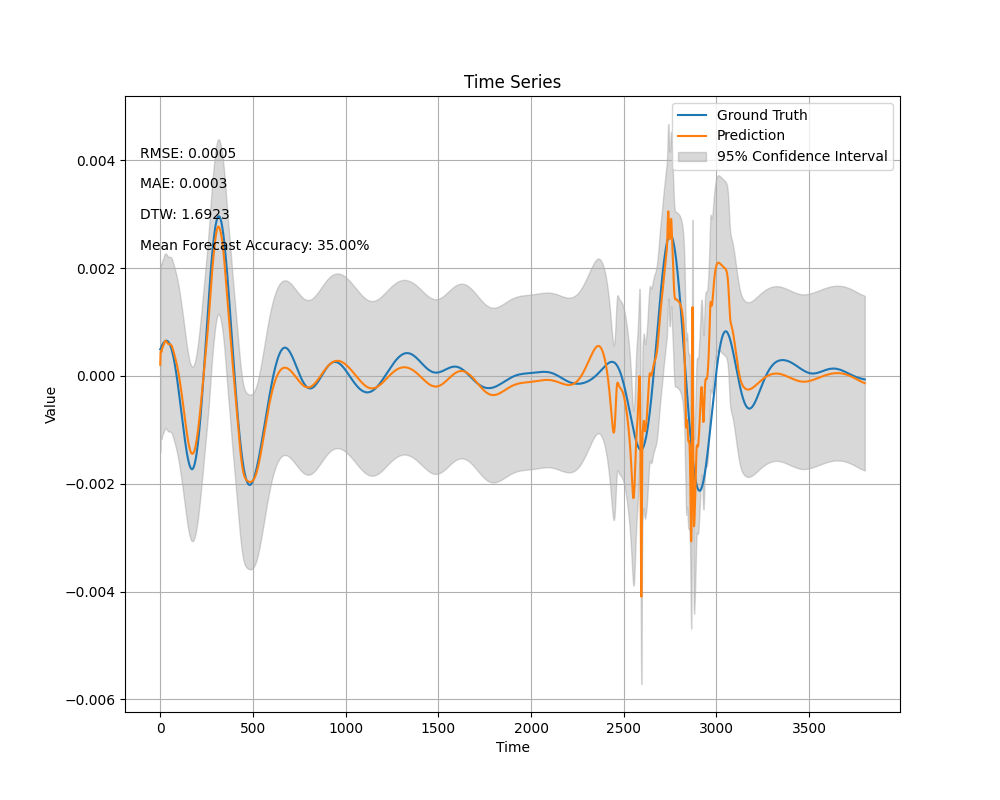 Time Series
Ground Truth
Prediction
95% Confidence Interval
RMSE: 0.0005
MAE: 0.0003
DTW: 1.6923
Mean Forecast Accuracy: 35.00%
0.004
0.002
0.000
−0.002
−0.004
−0.006
Value
0 500 1000 1500 2000 2500 3000 3500
Time